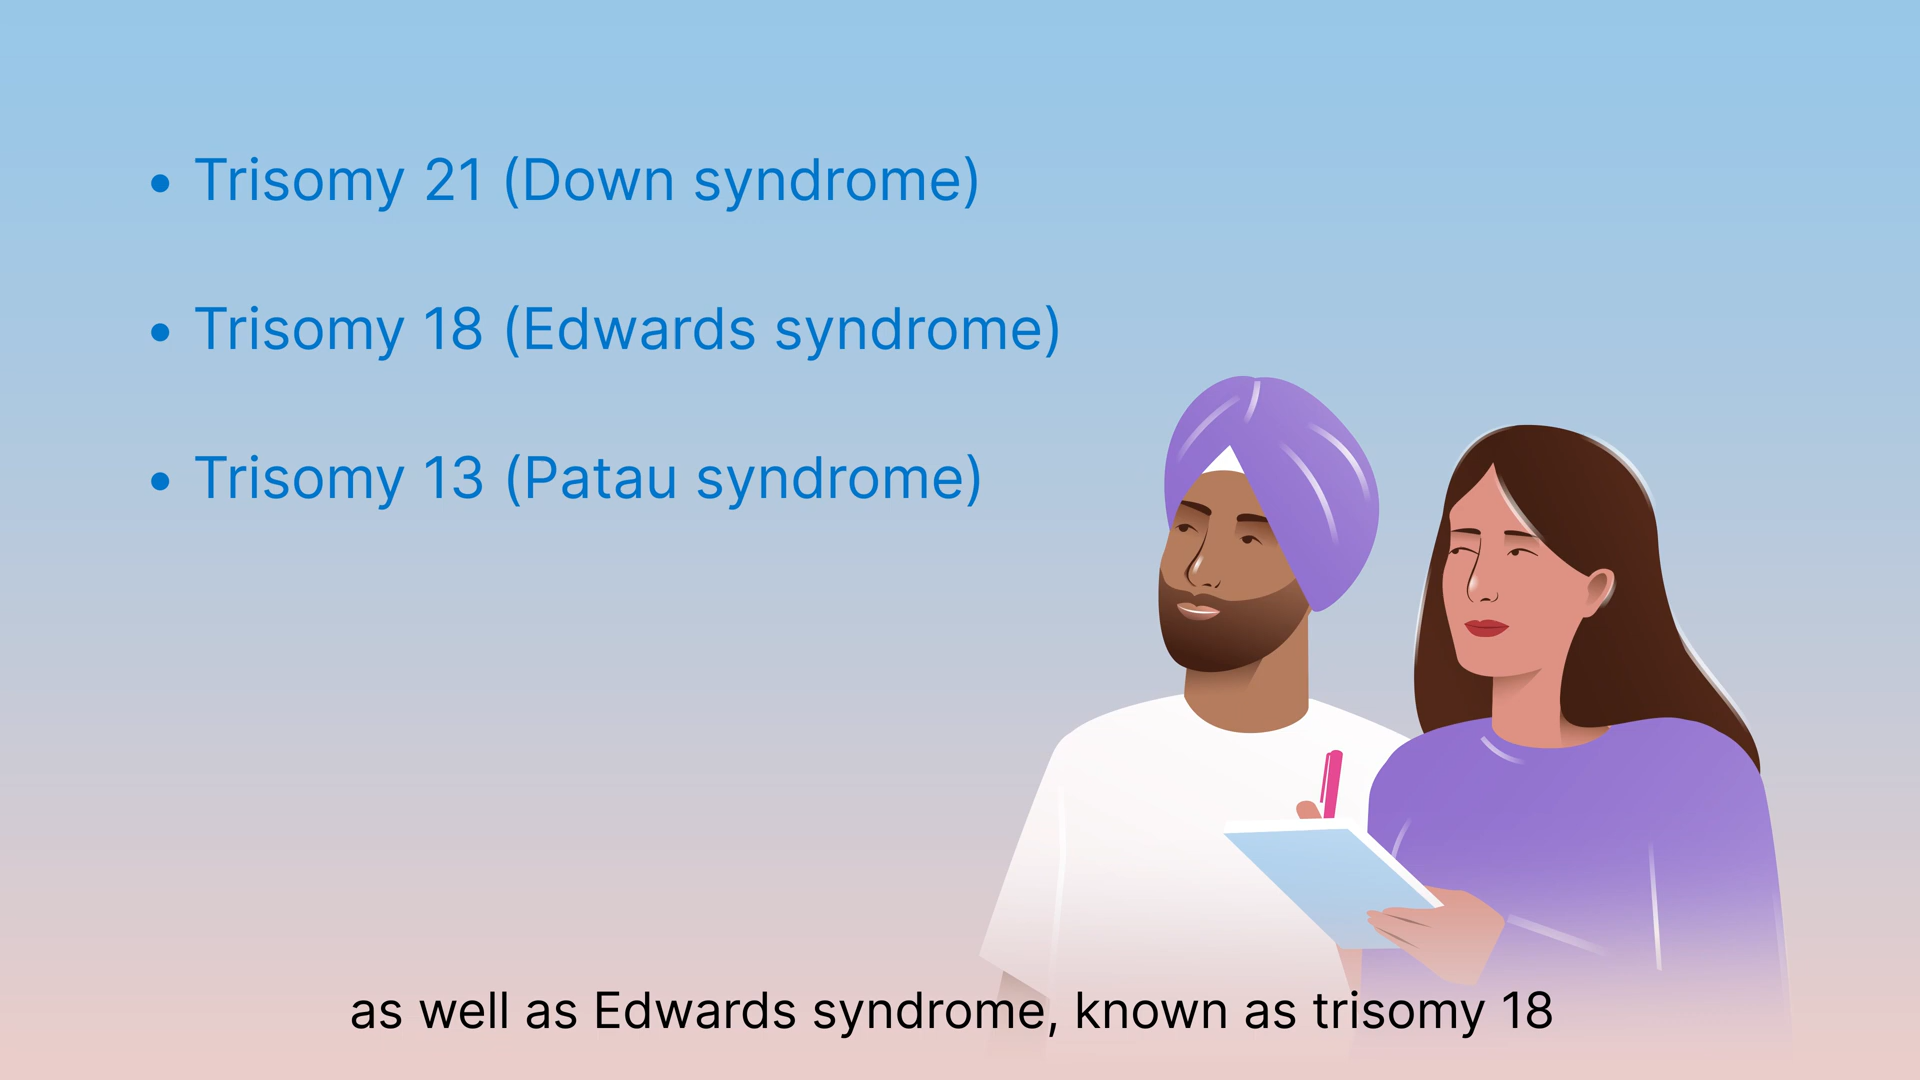 • Trisomy 21 (Down syndrome)
• Trisomy 18 (Edwards syndrome)
• Trisomy 13 (Patau syndrome)
as well as Edwards syndrome, known as trisomy 18